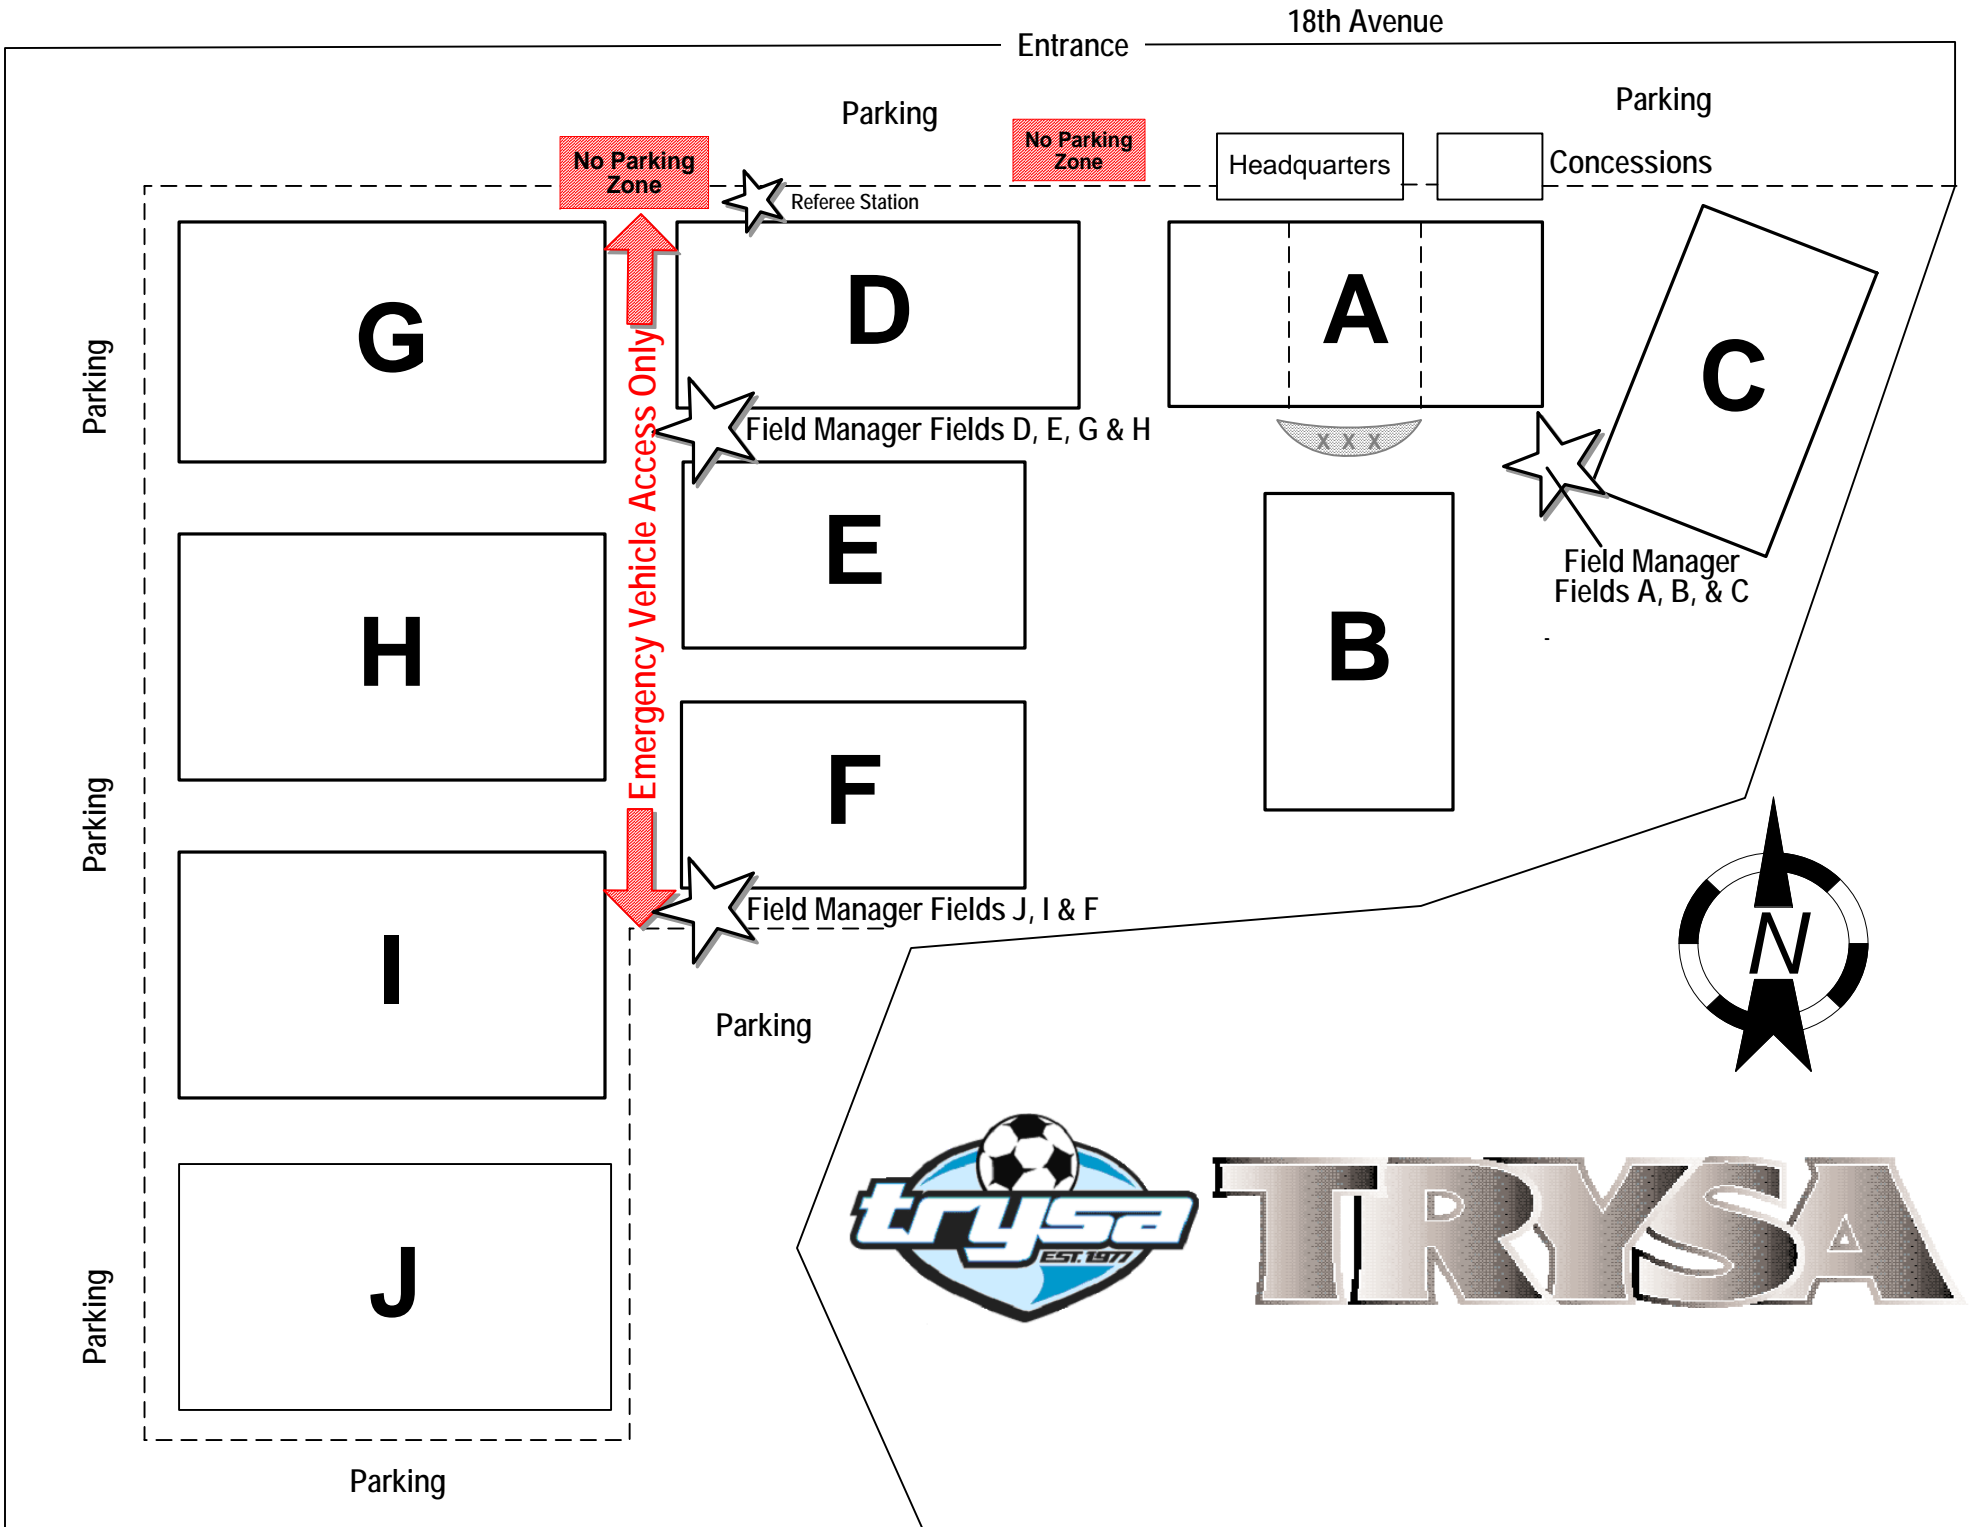 18th Avenue
Entrance
Parking
Parking
No Parking
Zone
No Parking
Zone
Headquarters
Concessions
Referee Station
G
D
A
C
Parking
Emergency Vehicle Access Only
Field Manager Fields D, E, G & H
X X X
E
Field Manager
Fields A, B, & C
-
H
B
F
Parking
Field Manager Fields J, I & F
N
I
Parking
trysa
EST. 1977
TRYSA
J
Parking
Parking